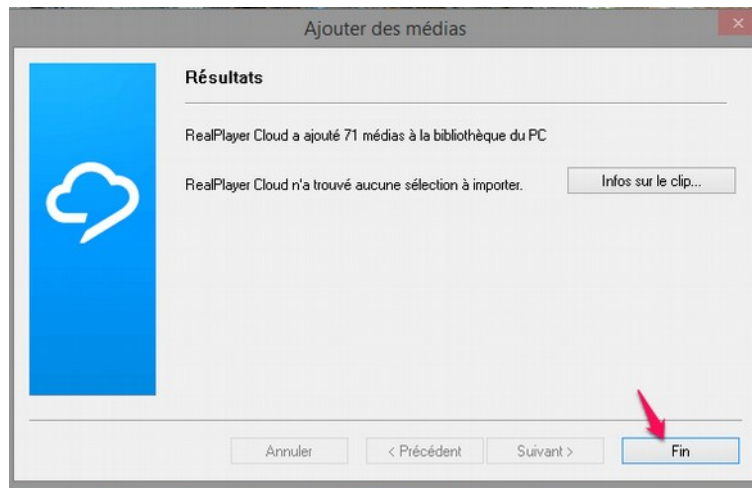 Ajouter des médias
Résultats
RealPlayer Cloud a ajouté 71 médias à la bibliothèque du PC
RealPlayer Cloud n'a trouvé aucune sélection à importer.
Infos sur le clip...
Annuler
< Précédent
Suivant >
Fin